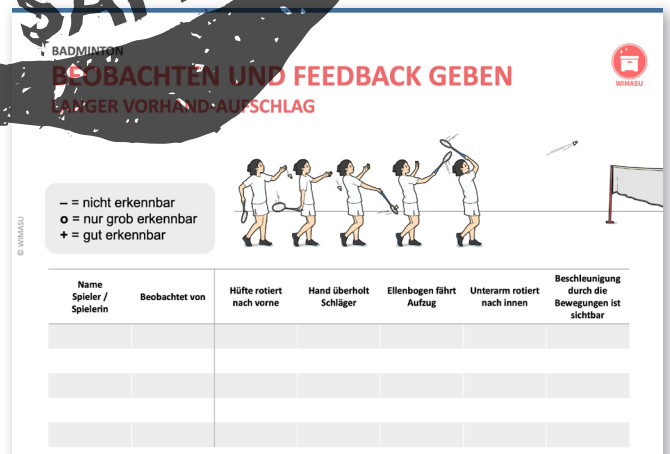 BADMINTON
BEOBACHTEN UND FEEDBACK GEBEN
LANGER VORHAND-AUFSCHLAG
WIMASU
– = nicht erkennbar
o = nur grob erkennbar
+ = gut erkennbar
© WIMASU
Name
Spieler /
Spielerin
Beobachtet von
Hüfte rotiert
nach vorne
Hand überholt
Schläger
Ellenbogen fährt
Aufzug
Unterarm rotiert
nach innen
Beschleunigung
durch die
Bewegungen ist
sichtbar